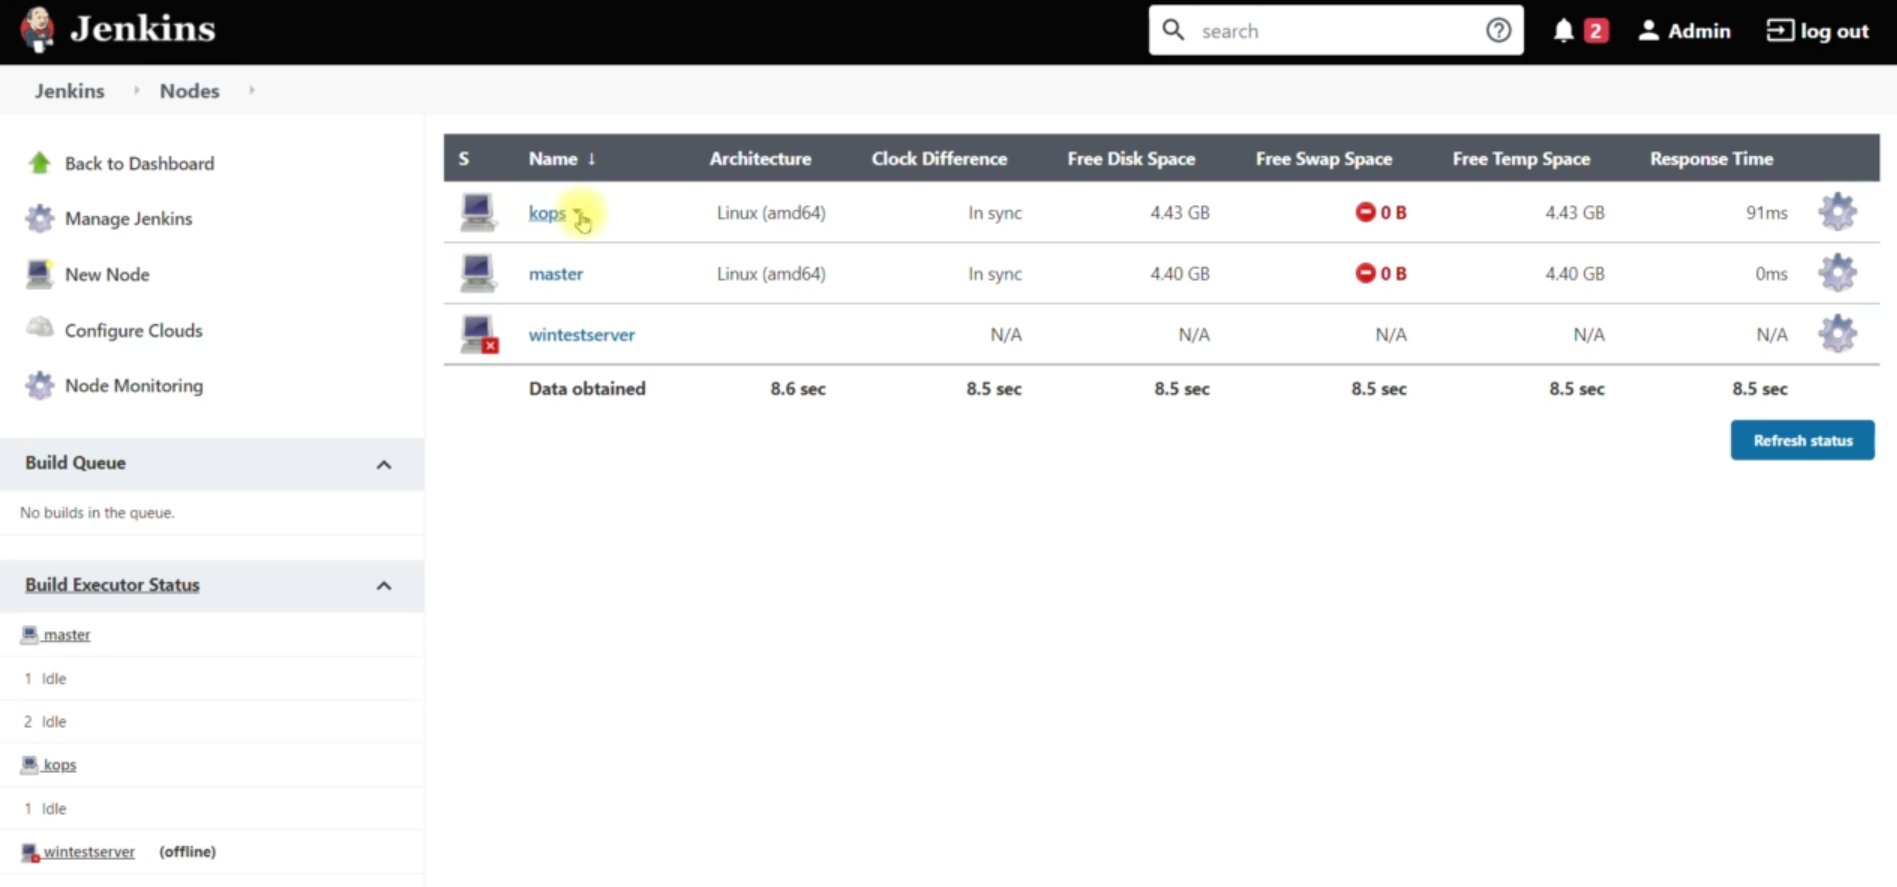 Jenkins
search
2
Admin
log out
Jenkins
Nodes
Back to Dashboard
Manage Jenkins
New Node
Configure Clouds
Node Monitoring
Build Queue
No builds in the queue.
Build Executor Status
master
1 Idle
2 Idle
kops
1 Idle
wintestserver (offline)
S Name ↓ Architecture Clock Difference Free Disk Space Free Swap Space Free Temp Space Response Time
kops Linux (amd64) In sync 4.43 GB 0 B 4.43 GB 91ms
master Linux (amd64) In sync 4.40 GB 0 B 4.40 GB 0ms
wintestserver N/A N/A N/A N/A N/A
Data obtained 8.6 sec 8.5 sec 8.5 sec 8.5 sec 8.5 sec 8.5 sec
Refresh status